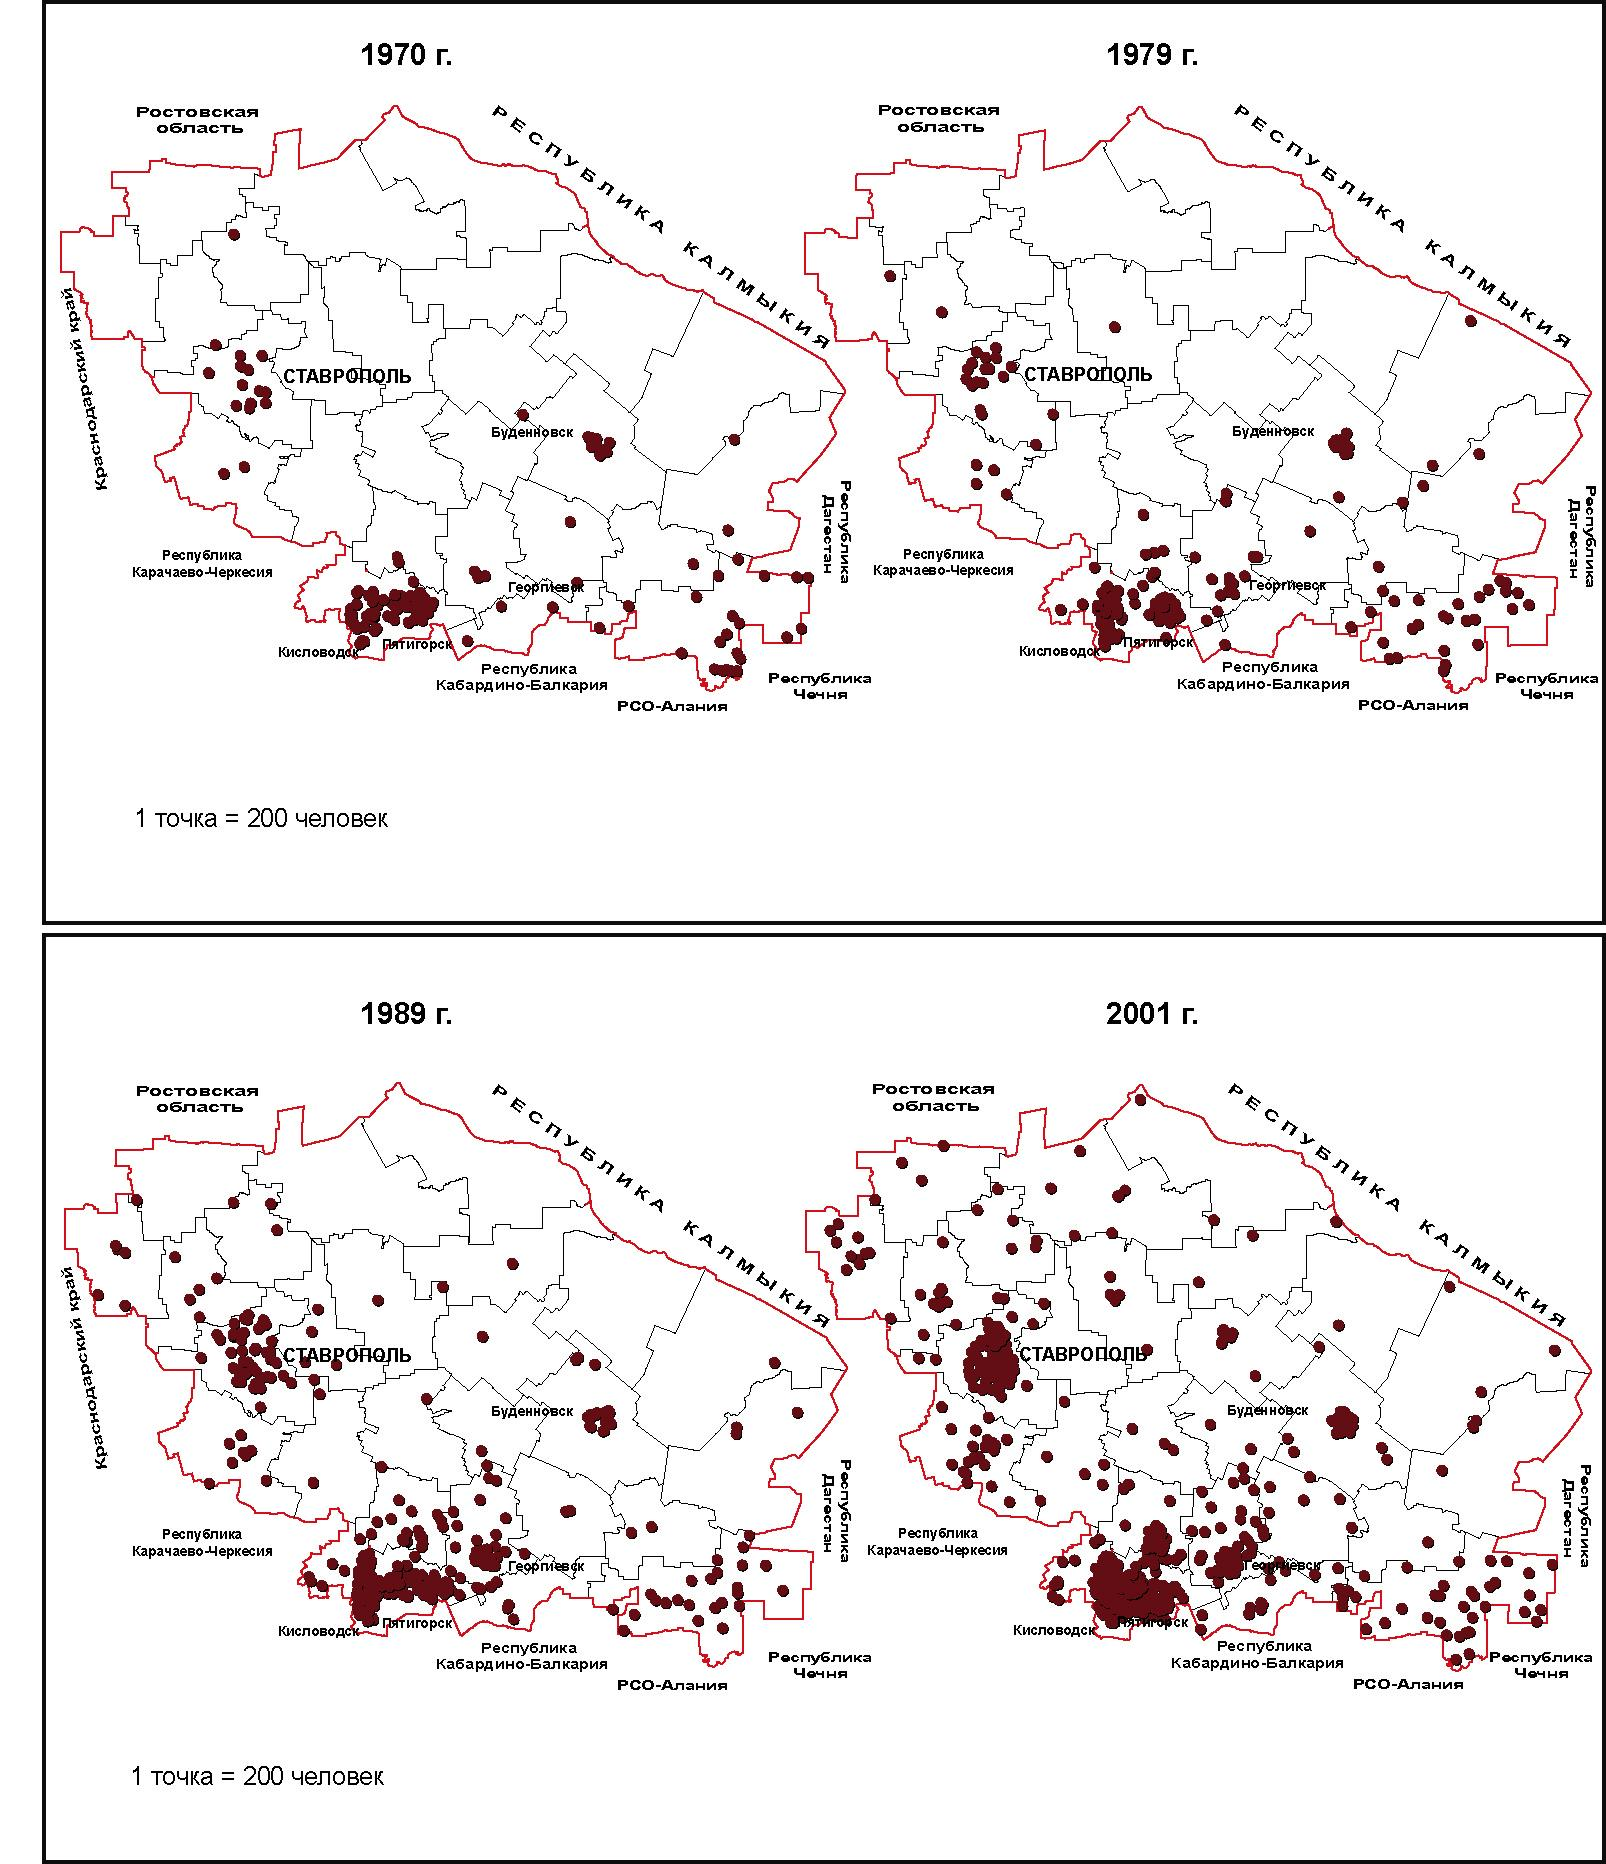 1970 г.
Ростовская
область
РЕСПУБЛИКА КАЛМЫКИЯ
Краснодарский край
СТАВРОПОЛЬ
Буденновск
Республика
Дагестан
Республика
Карачаево-Черкесия
Георгиевск
Кисловодск
Пятигорск
Республика
Кабардино-Балкария
РСО-Алания
Республика
Чечня
1 точка = 200 человек
1979 г.
Ростовская
область
РЕСПУБЛИКА КАЛМЫКИЯ
СТАВРОПОЛЬ
Буденновск
Республика
Дагестан
Республика
Карачаево-Черкесия
Георгиевск
Кисловодск
Пятигорск
Республика
Кабардино-Балкария
РСО-Алания
Республика
Чечня
1989 г.
Ростовская
область
РЕСПУБЛИКА КАЛМЫКИЯ
Краснодарский край
СТАВРОПОЛЬ
Буденновск
Республика
Дагестан
Республика
Карачаево-Черкесия
Георгиевск
Кисловодск
Пятигорск
Республика
Кабардино-Балкария
РСО-Алания
Республика
Чечня
1 точка = 200 человек
2001 г.
Ростовская
область
РЕСПУБЛИКА КАЛМЫКИЯ
СТАВРОПОЛЬ
Буденновск
Республика
Дагестан
Республика
Карачаево-Черкесия
Георгиевск
Кисловодск
Пятигорск
Республика
Кабардино-Балкария
РСО-Алания
Республика
Чечня